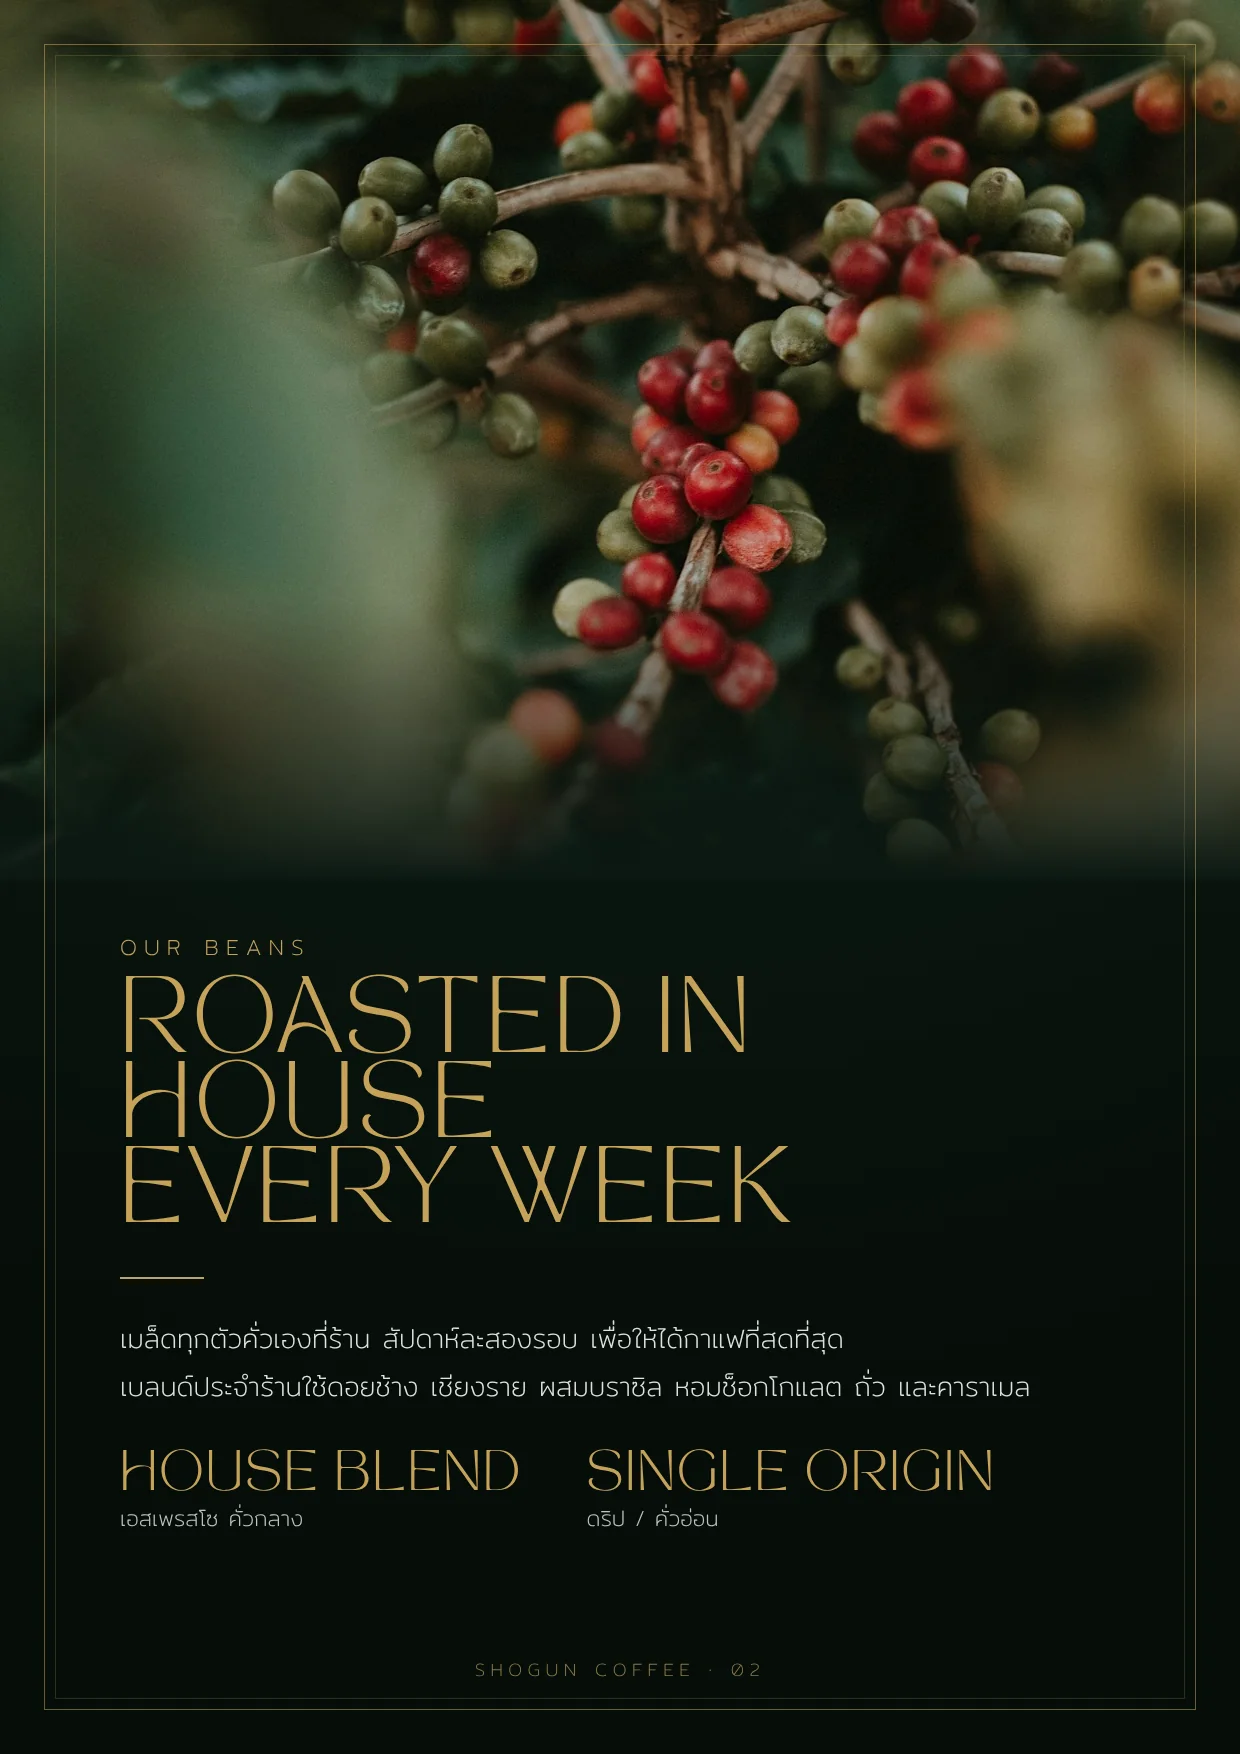 OUR BEANS
ROASTED IN
HOUSE
EVERY WEEK
เมล็ดทุกตัวคั่วเองที่ร้าน สัปดาห์ละสองรอบ เพื่อให้ได้กาแฟที่สดที่สุด
เบลนด์ประจำร้านใช้ดอยช้าง เชียงราย ผสมบราซิล หอมช็อกโกแลต ถั่ว และคาราเมล
HOUSE BLEND
เอสเพรสโซ คั่วกลาง
SINGLE ORIGIN
ดริป / คั่วอ่อน
SHOGUN COFFEE · 02